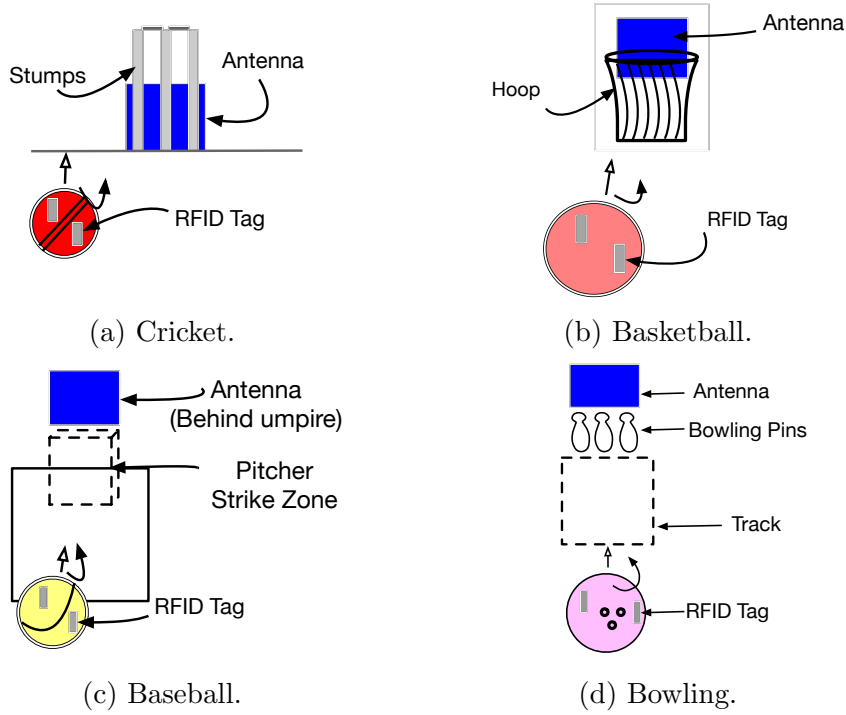 Stumps
Antenna
RFID Tag
(a) Cricket.
Antenna
Hoop
RFID Tag
(b) Basketball.
Antenna
(Behind umpire)
Pitcher
Strike Zone
RFID Tag
(c) Baseball.
Antenna
Bowling Pins
Track
RFID Tag
(d) Bowling.